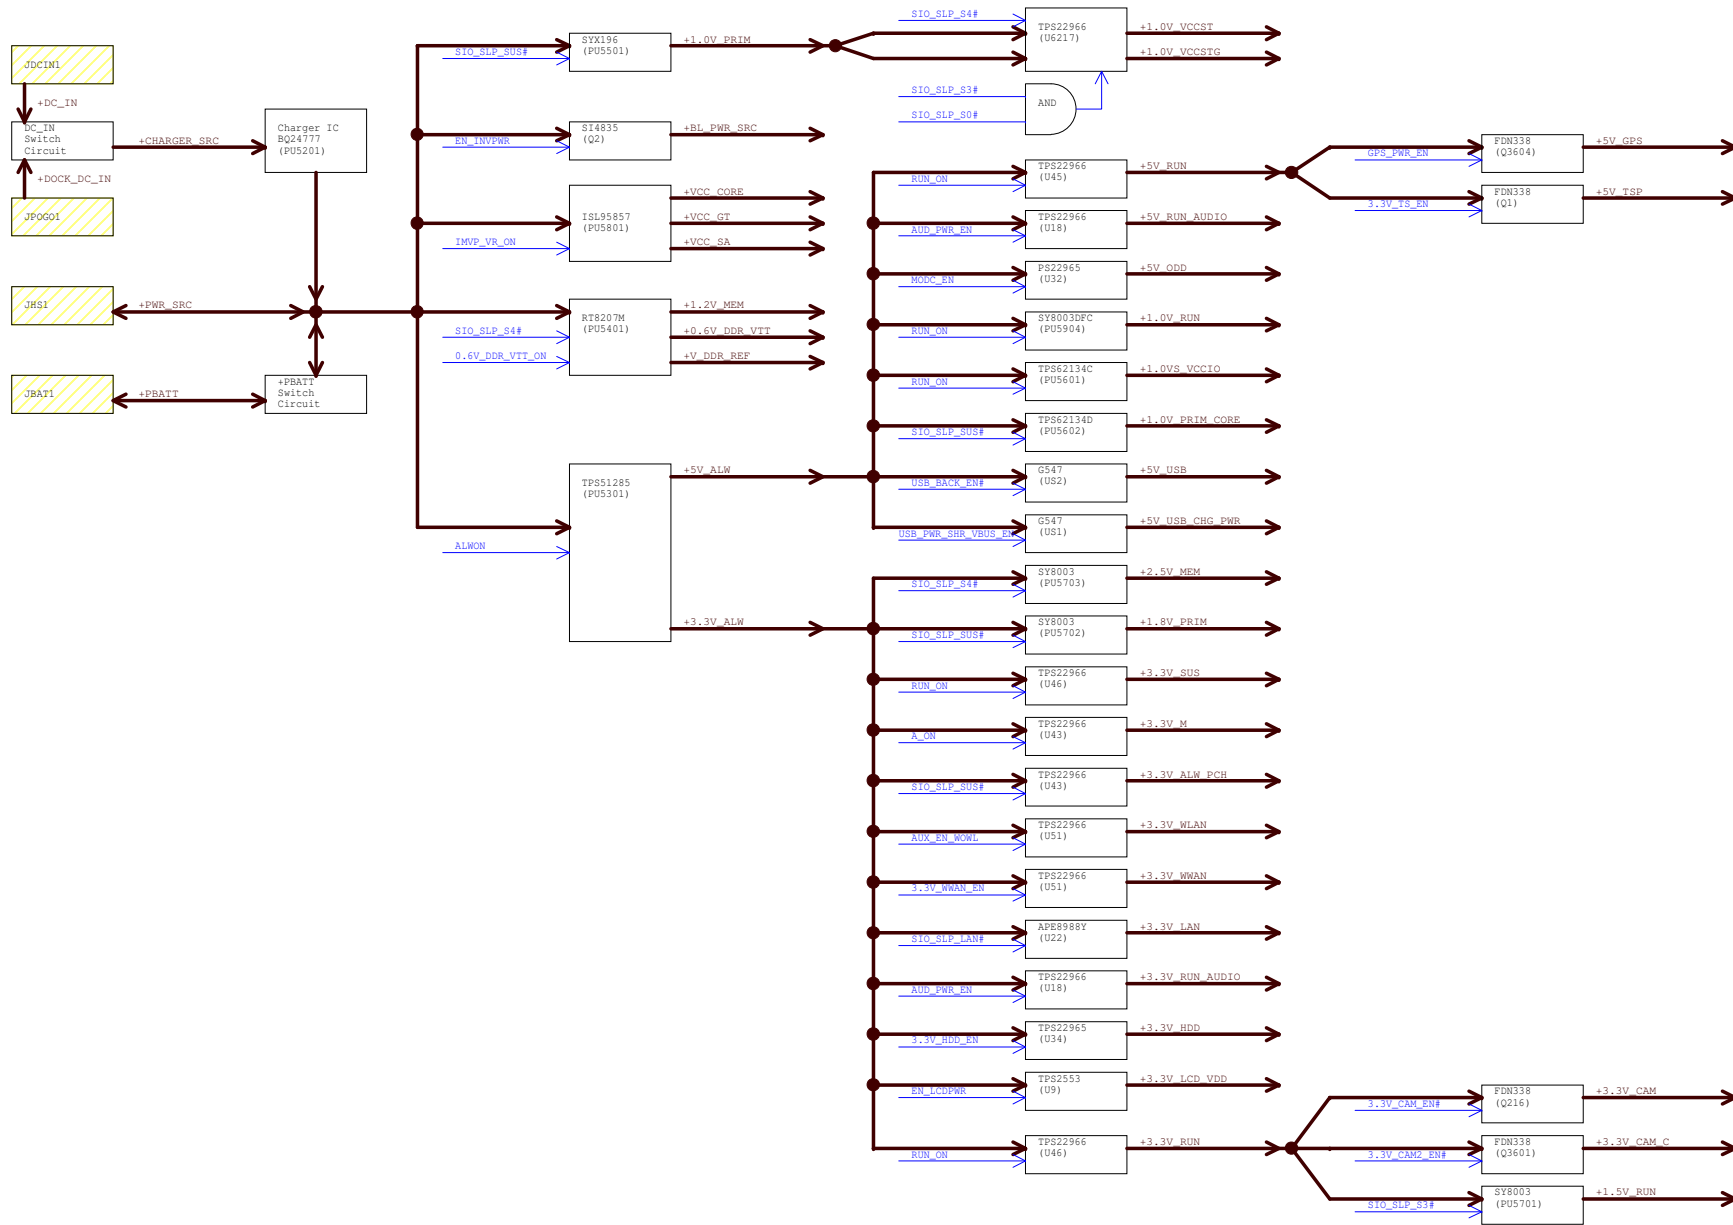 JDCIN1
+DC_IN
DC_IN
Switch
Circuit
+DOCK_DC_IN
JPOGO1
+CHARGER_SRC
Charger IC
BQ24777
(PU5201)
JHS1
+PWR_SRC
JBAT1
+PBATT
+PBATT
Switch
Circuit
SIO_SLP_SUS#
SYX196
(PU5501)
+1.0V_PRIM
EN_INVPWR
SI4835
(Q2)
+BL_PWR_SRC
IMVP_VR_ON
ISL95857
(PU5801)
+VCC_CORE
+VCC_GT
+VCC_SA
SIO_SLP_S4#
0.6V_DDR_VTT_ON
RT8207M
(PU5401)
+1.2V_MEM
+0.6V_DDR_VTT
+V_DDR_REF
ALWON
TPS51285
(PU5301)
+5V_ALW
+3.3V_ALW
SIO_SLP_S4#
TPS22966
(U6217)
+1.0V_VCCST
+1.0V_VCCSTG
SIO_SLP_S3#
SIO_SLP_S0#
AND
RUN_ON
TPS22966
(U45)
+5V_RUN
AUD_PWR_EN
TPS22966
(U18)
+5V_RUN_AUDIO
MODC_EN
PS22965
(U32)
+5V_ODD
RUN_ON
SY8003DFC
(PU5904)
+1.0V_RUN
RUN_ON
TPS62134C
(PU5601)
+1.0VS_VCCIO
SIO_SLP_SUS#
TPS62134D
(PU5602)
+1.0V_PRIM_CORE
USB_BACK_EN#
G547
(US2)
+5V_USB
USB_PWR_SHR_VBUS_EN#
G547
(US1)
+5V_USB_CHG_PWR
SIO_SLP_S4#
SY8003
(PU5703)
+2.5V_MEM
SIO_SLP_SUS#
SY8003
(PU5702)
+1.8V_PRIM
RUN_ON
TPS22966
(U46)
+3.3V_SUS
A_ON
TPS22966
(U43)
+3.3V_M
SIO_SLP_SUS#
TPS22966
(U43)
+3.3V_ALW_PCH
AUX_EN_WOWL
TPS22966
(U51)
+3.3V_WLAN
3.3V_WWAN_EN
TPS22966
(U51)
+3.3V_WWAN
SIO_SLP_LAN#
APE8988Y
(U22)
+3.3V_LAN
AUD_PWR_EN
TPS22966
(U18)
+3.3V_RUN_AUDIO
3.3V_HDD_EN
TPS22965
(U34)
+3.3V_HDD
EN_LCDPWR
TPS2553
(U9)
+3.3V_LCD_VDD
RUN_ON
TPS22966
(U46)
+3.3V_RUN
GPS_PWR_EN
FDN338
(Q3604)
+5V_GPS
3.3V_TS_EN
FDN338
(Q1)
+5V_TSP
3.3V_CAM_EN#
FDN338
(Q216)
+3.3V_CAM
3.3V_CAM2_EN#
FDN338
(Q3601)
+3.3V_CAM_C
SIO_SLP_S3#
SY8003
(PU5701)
+1.5V_RUN